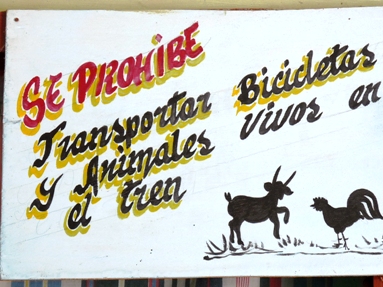 SE PROHIBE
Transportar Bicicletas
y Animales vivos en
el tren